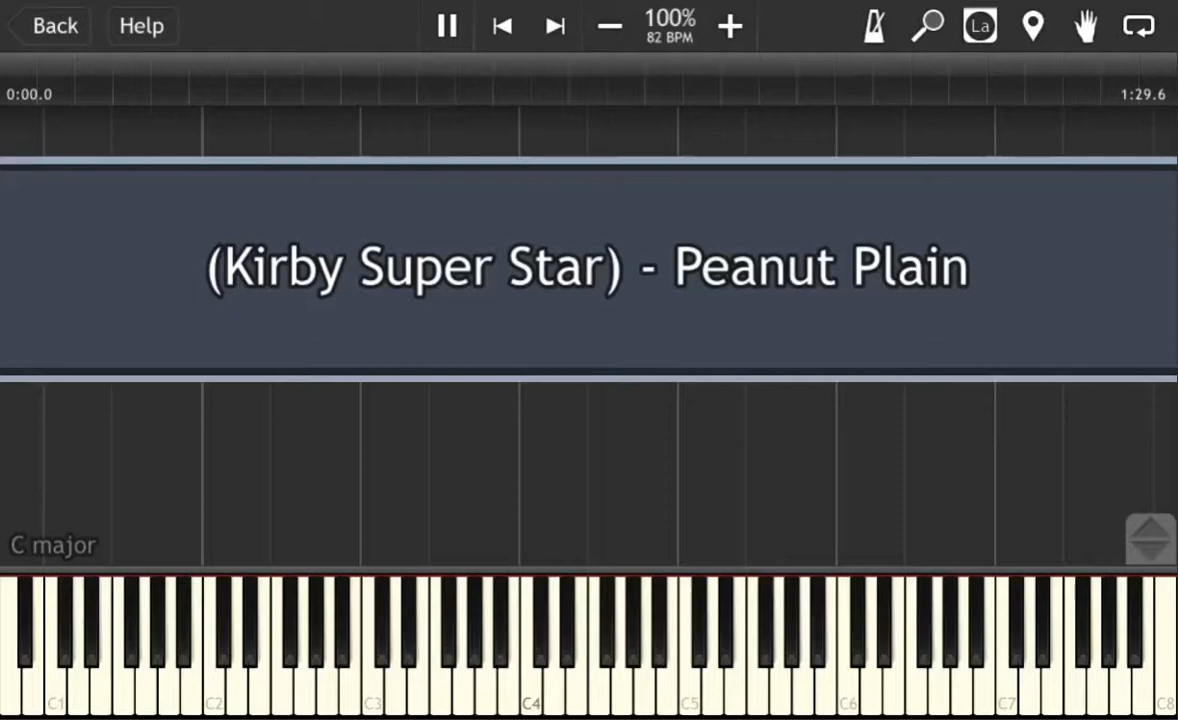 Back Help 100% La
82 BPM
0:00.0 1:29.6
(Kirby Super Star) - Peanut Plain
C major
C1 C2 C3 C4 C5 C6 C7 C8